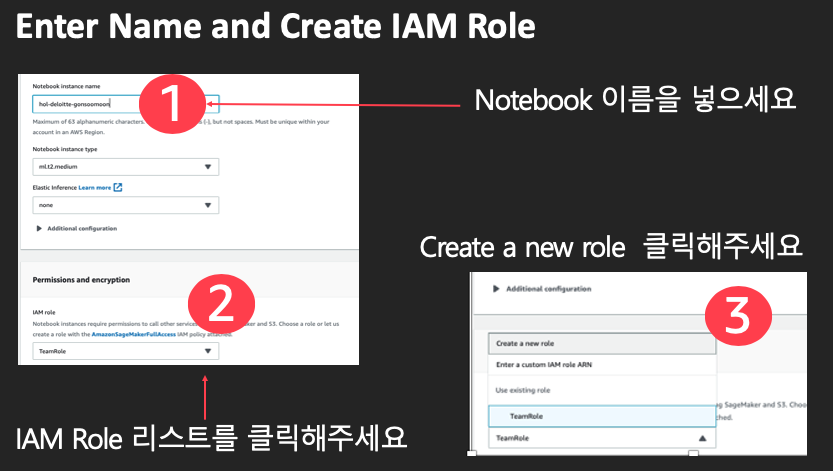 Enter Name and Create IAM Role
Notebook instance name
hol-deloitte-gonsoomoon
1
Notebook 이름을 넣으세요
Maximum of 63 alphanumeric characters. (-), but not spaces. Must be unique within your
account in an AWS Region.
Notebook instance type
ml.t2.medium
Elastic Inference Learn more
none
Additional configuration
Permissions and encryption
2
IAM role
Notebook instances require permissions to call other services and S3. Choose a role or let us
create a role with the AmazonSageMakerFullAccess IAM policy attached.
TeamRole
IAM Role 리스트를 클릭해주세요
Create a new role 클릭해주세요
Additional configuration
3
Create a new role
Enter a custom IAM role ARN
Use existing role
TeamRole
SageMaker and S3. Choo
ched.
TeamRole